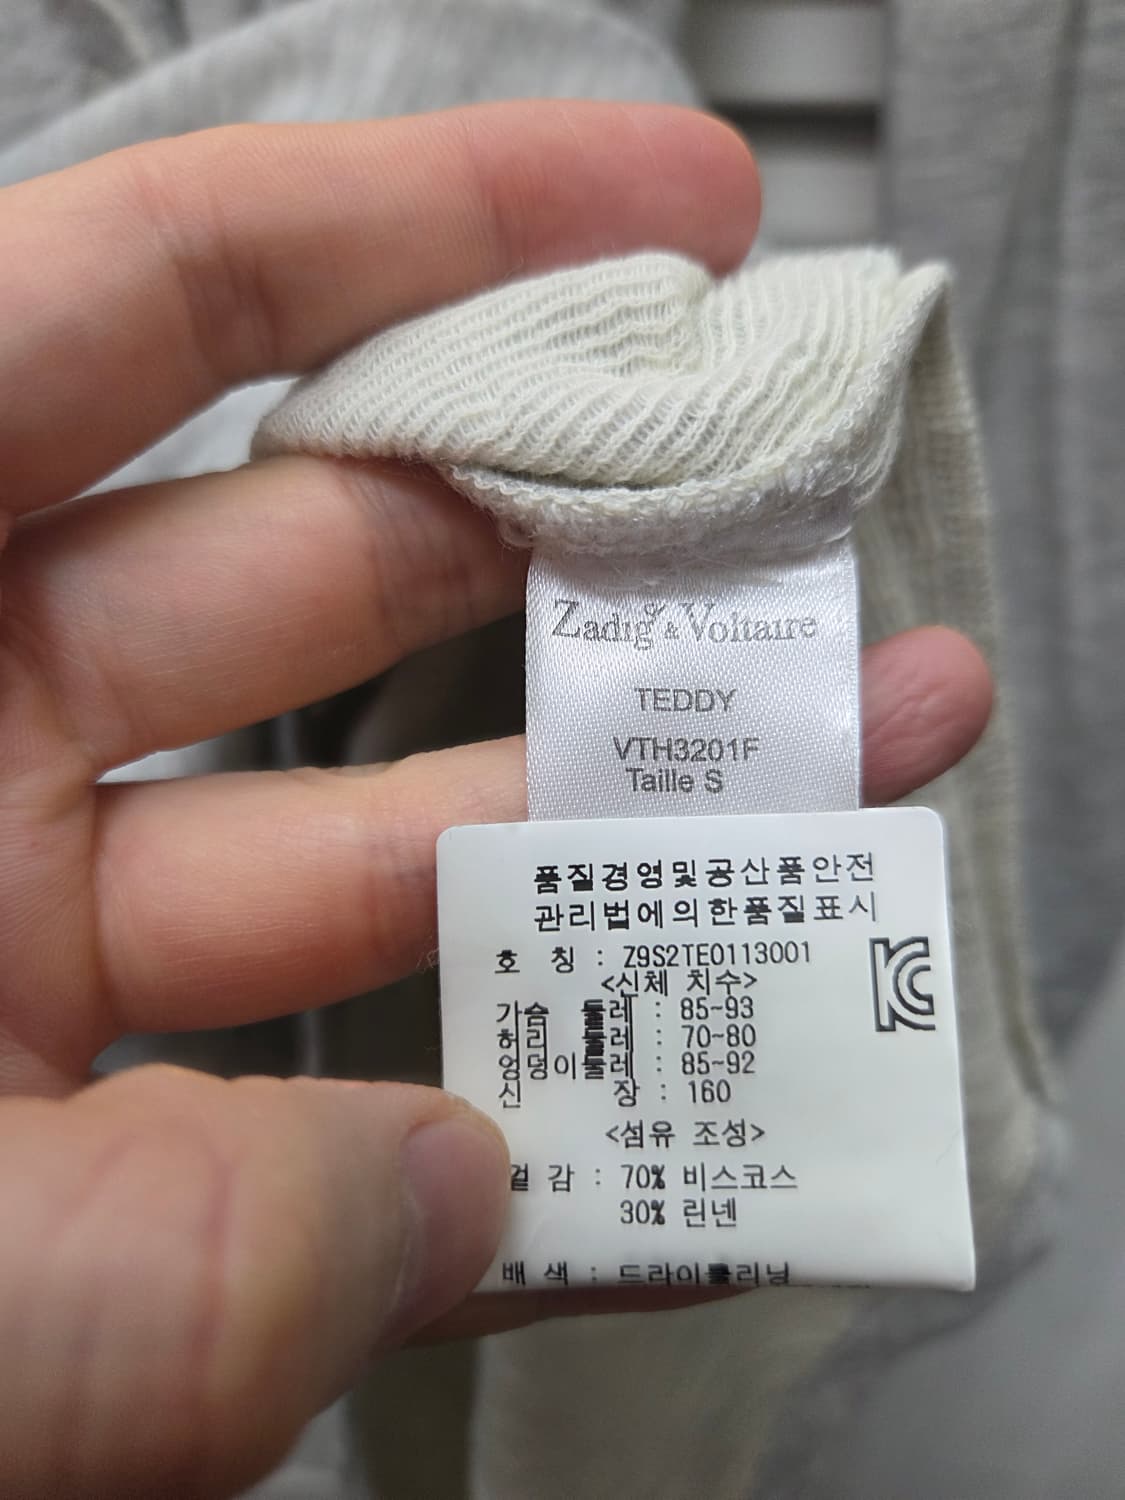 Zadig & Voltaire
TEDDY
VTH3201F
Taille S
품질경영및공산품안전
관리법에의한품질표시
호 칭 : Z9S2TE0113001
<신체 치수>
가슴 둘레 : 85~93
허리 둘레 : 70~80
엉덩이둘레 : 85~92
신 장 : 160
<섬유 조성>
겉 감 : 70% 비스코스
30% 린넨
배 색 : 드라이클리닝